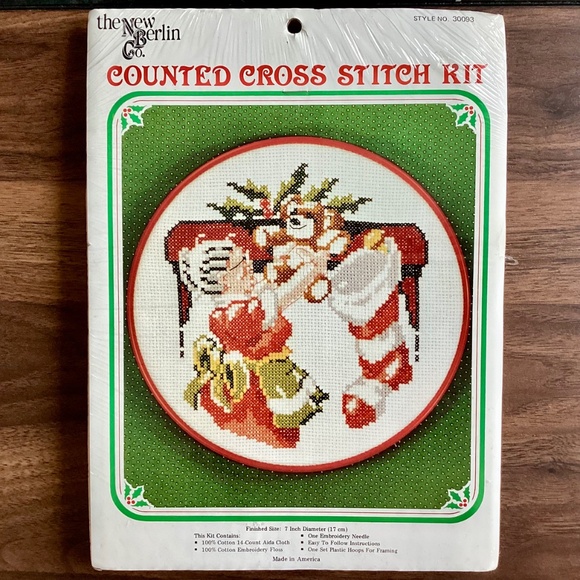 the New
Berlin
Co.
STYLE NO. 30093
COUNTED CROSS STITCH KIT
Finished Size: 7 Inch Diameter (17 cm)
This Kit Contains:
• 100% Cotton 14-Count Aida Cloth
• 100% Cotton Embroidery Floss
• One Embroidery Needle
• Easy To Follow Instructions
• One Set Plastic Hoops For Framing
Made in America